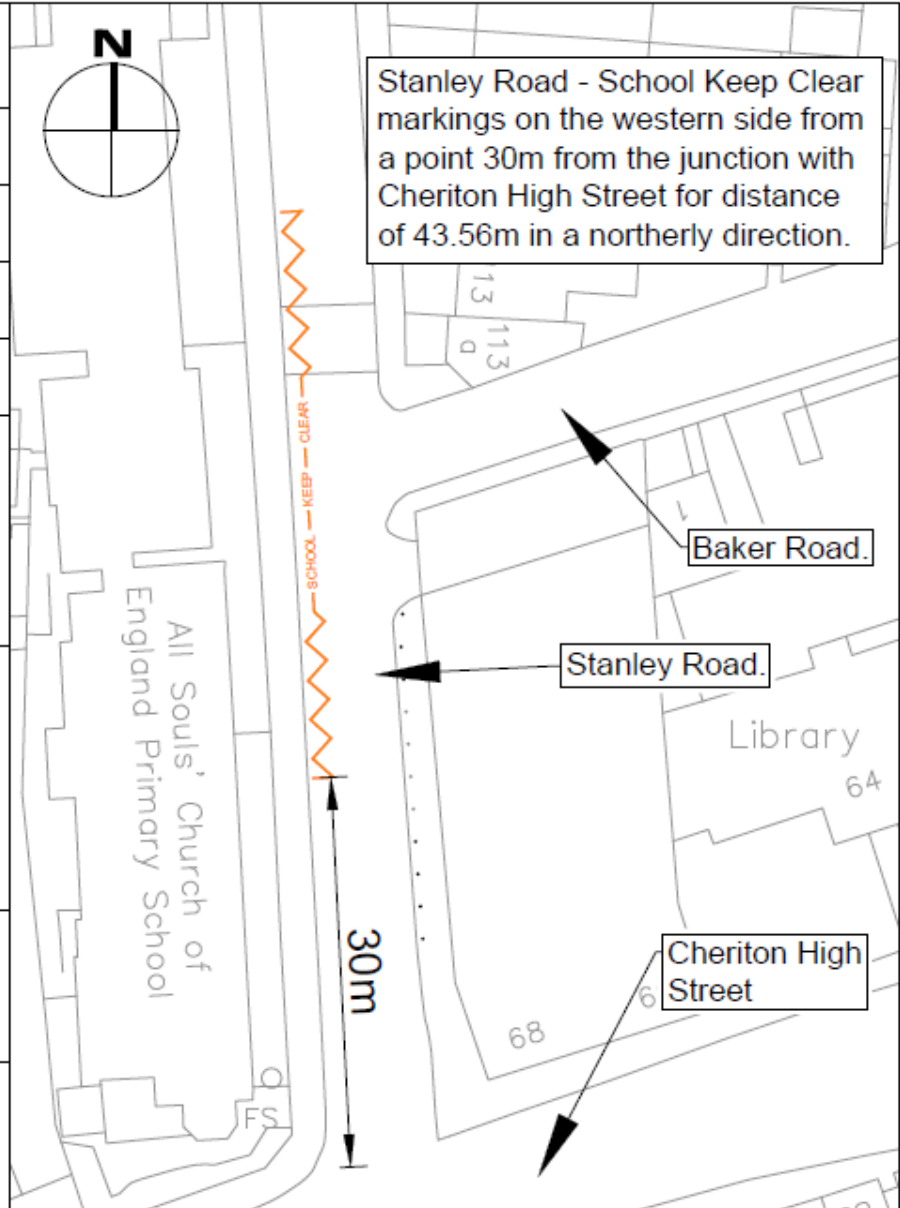 N
Stanley Road - School Keep Clear
markings on the western side from
a point 30m from the junction with
Cheriton High Street for distance
of 43.56m in a northerly direction.
113
a
SCHOOL KEEP CLEAR
1
Baker Road.
Stanley Road.
All Souls' Church of
England Primary School
Library
64
30m
Cheriton High
Street
68
6
FS